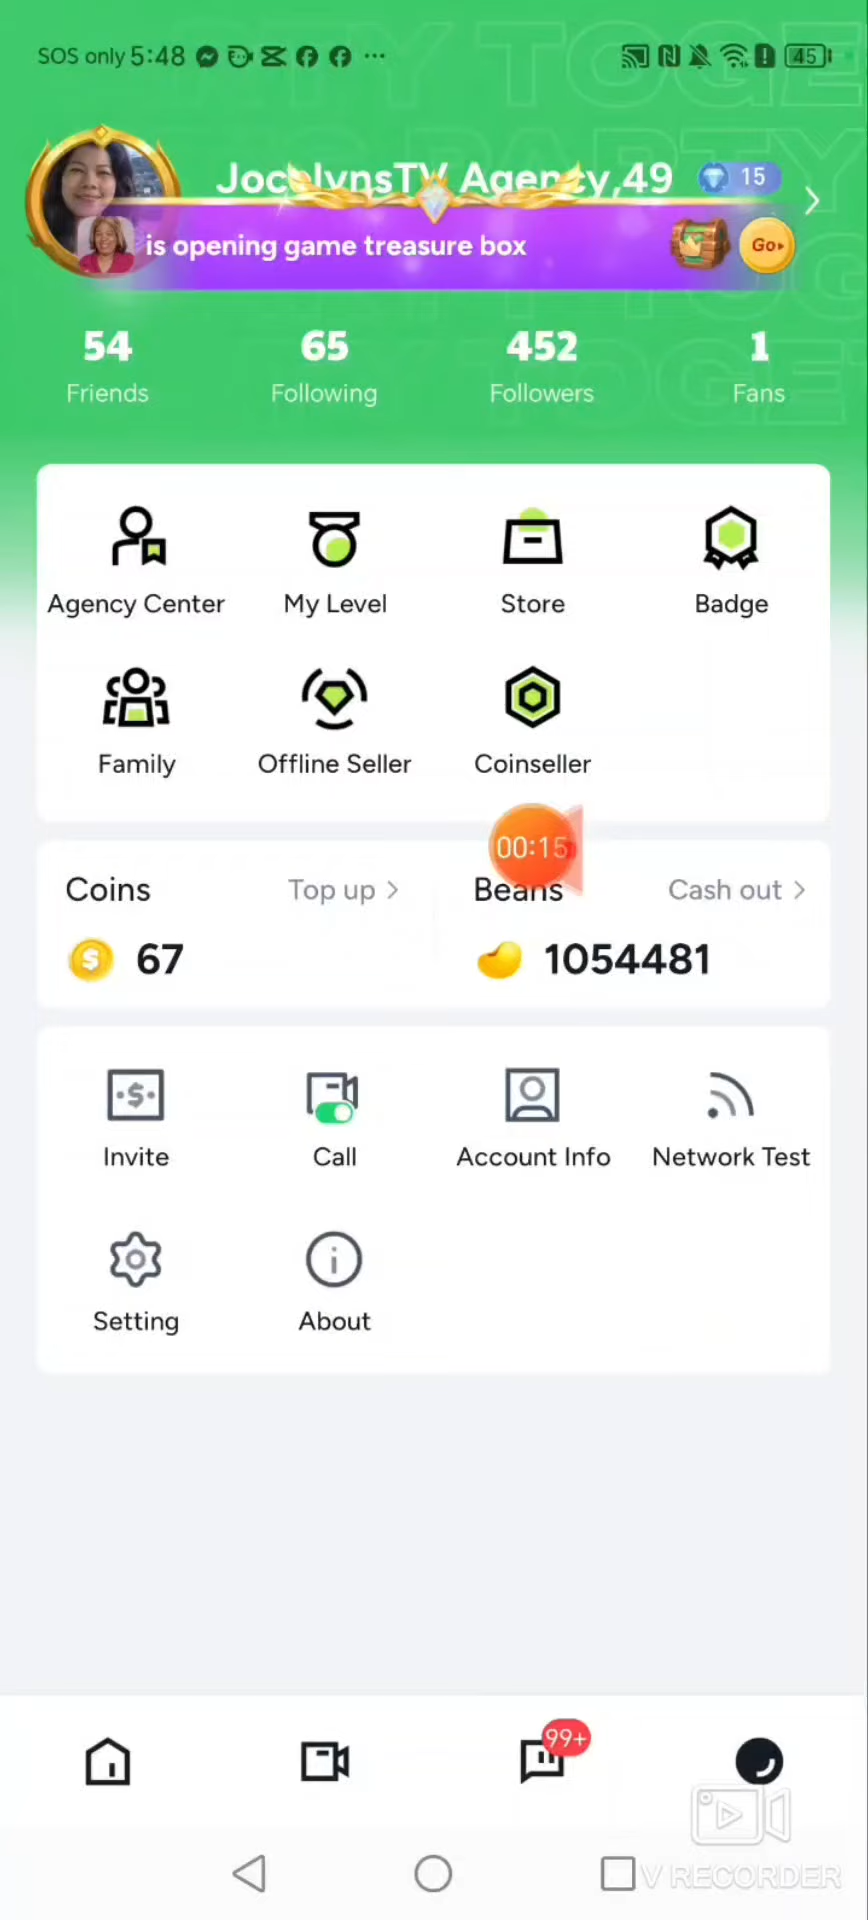 SOS only 5:48 45
JocelynsTV Agency,49 15
is opening game treasure box Go
54 65 452 1
Friends Following Followers Fans
Agency Center My Level Store Badge
Family Offline Seller Coinseller
00:15
Coins Top up > Beans Cash out >
67 1054481
Invite Call Account Info Network Test
Setting About
99+
V RECORDER